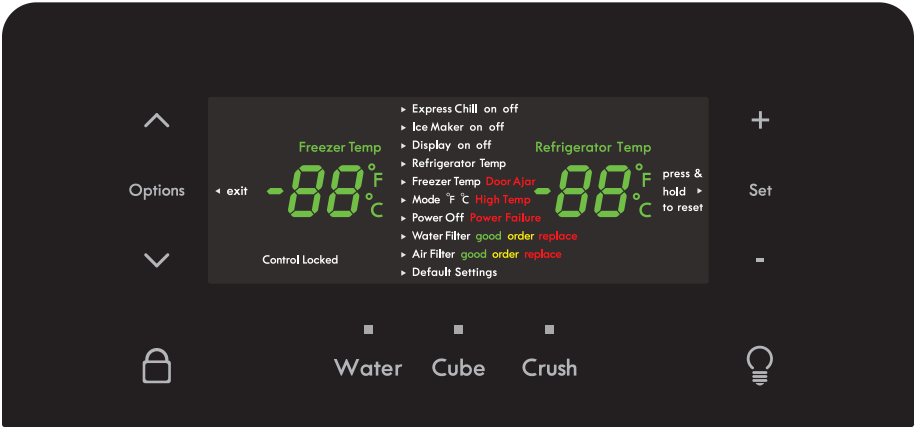 ▸ Express Chill on off
▸ Ice Maker on off
▸ Display on off
▸ Refrigerator Temp
▸ Freezer Temp Door Ajar
▸ Mode °F °C High Temp
▸ Power Off Power Failure
▸ Water Filter good order replace
▸ Air Filter good order replace
▸ Default Settings
Freezer Temp
-88 °F °C
Refrigerator Temp
-88 °F °C
Options
◂ exit
Control Locked
press &
hold ▸
to reset
+
Set
-
Water Cube Crush